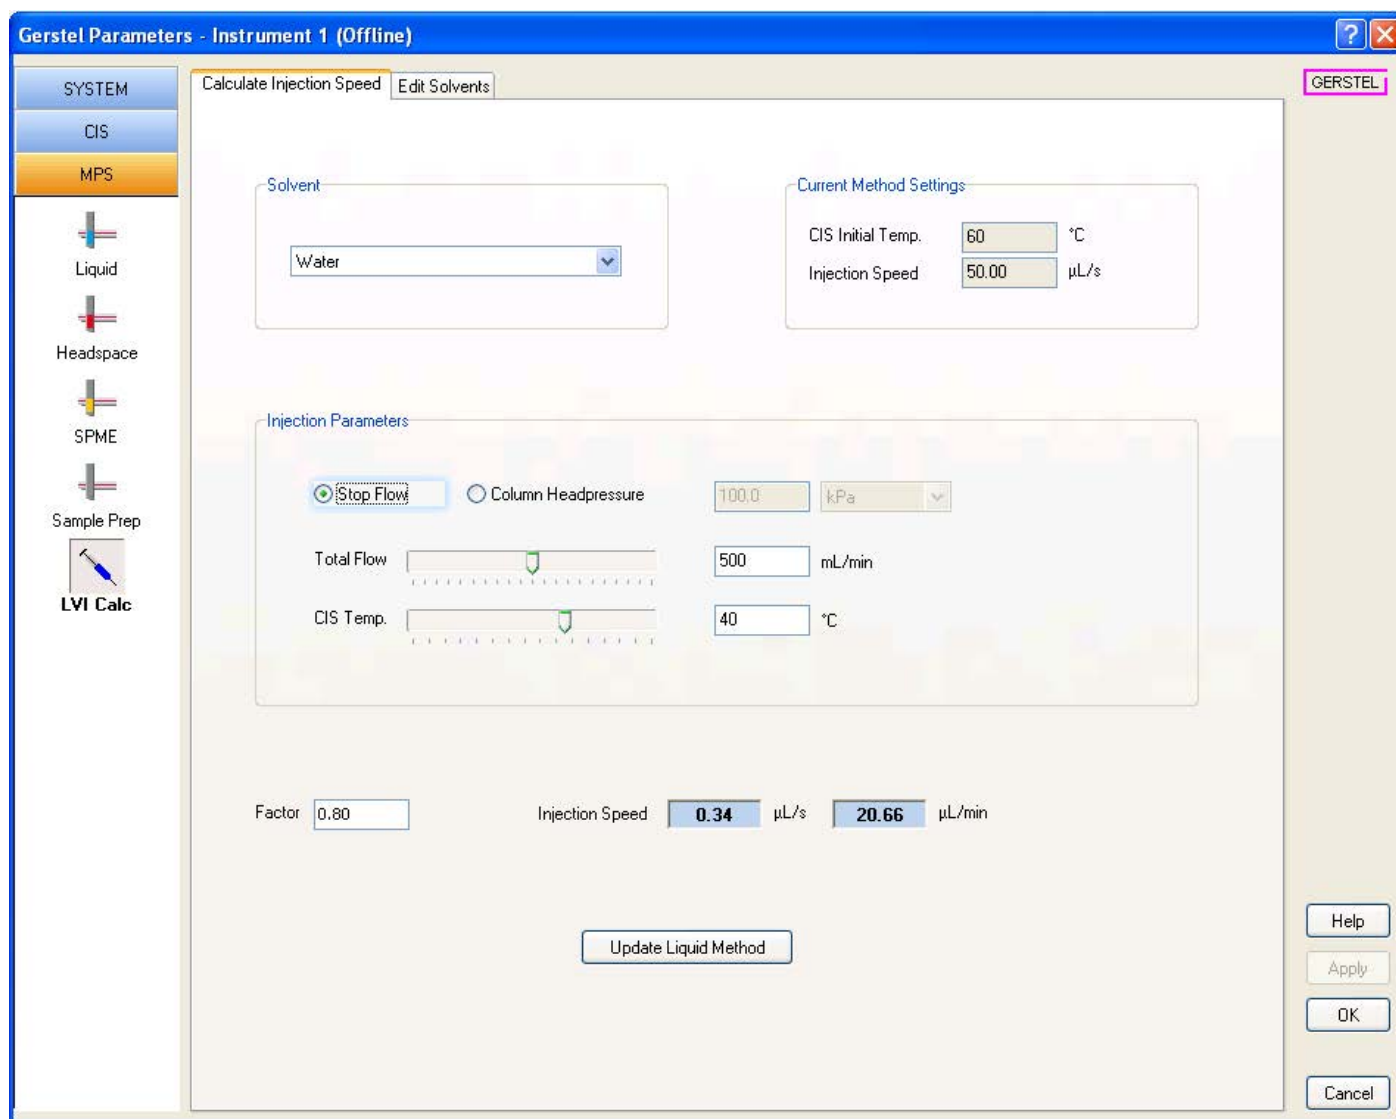 Gerstel Parameters - Instrument 1 (Offline)
SYSTEM
CIS
MPS
Liquid
Headspace
SPME
Sample Prep
LVI Calc
Calculate Injection Speed
Edit Solvents
GERSTEL
Solvent
Water
Current Method Settings
CIS Initial Temp. 60 °C
Injection Speed 50.00 µL/s
Injection Parameters
Stop Flow Column Headpressure 100.0 kPa
Total Flow 500 mL/min
CIS Temp. 40 °C
Factor 0.80 Injection Speed 0.34 µL/s 20.66 µL/min
Update Liquid Method
Help
Apply
OK
Cancel